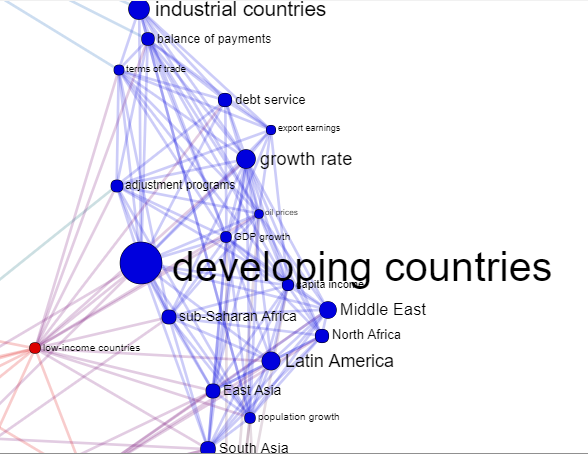 industrial countries
balance of payments
terms of trade
debt service
export earnings
growth rate
adjustment programs
oil prices
GDP growth
developing countries
capita income
sub-Saharan Africa
Middle East
North Africa
low-income countries
Latin America
East Asia
population growth
South Asia